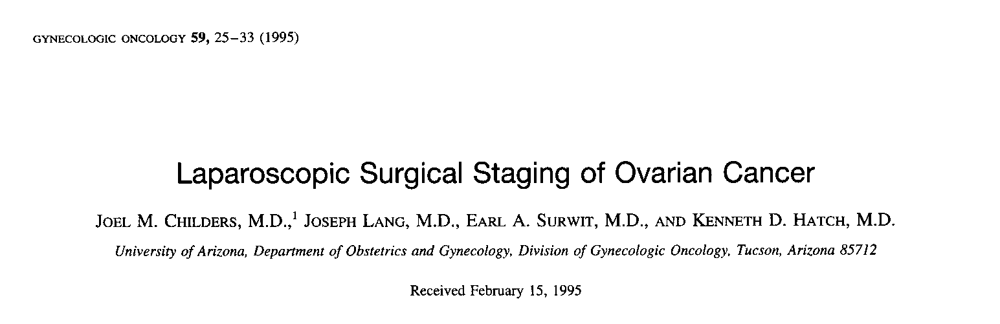 GYNECOLOGIC ONCOLOGY 59, 25–33 (1995)
Laparoscopic Surgical Staging of Ovarian Cancer
JOEL M. CHILDERS, M.D.,¹ JOSEPH LANG, M.D., EARL A. SURWIT, M.D., AND KENNETH D. HATCH, M.D.
University of Arizona, Department of Obstetrics and Gynecology, Division of Gynecologic Oncology, Tucson, Arizona 85712
Received February 15, 1995